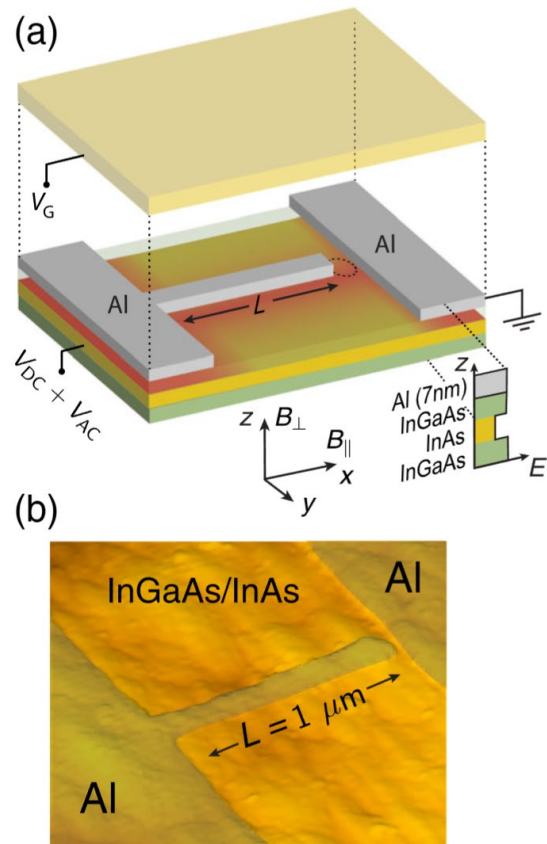 (a)
V_G
Al
Al
L
V_DC + V_AC
z B_⊥
B_∥
x
y
z
Al (7nm)
InGaAs
InAs
InGaAs
E
(b)
InGaAs/InAs
Al
L = 1 μm
Al